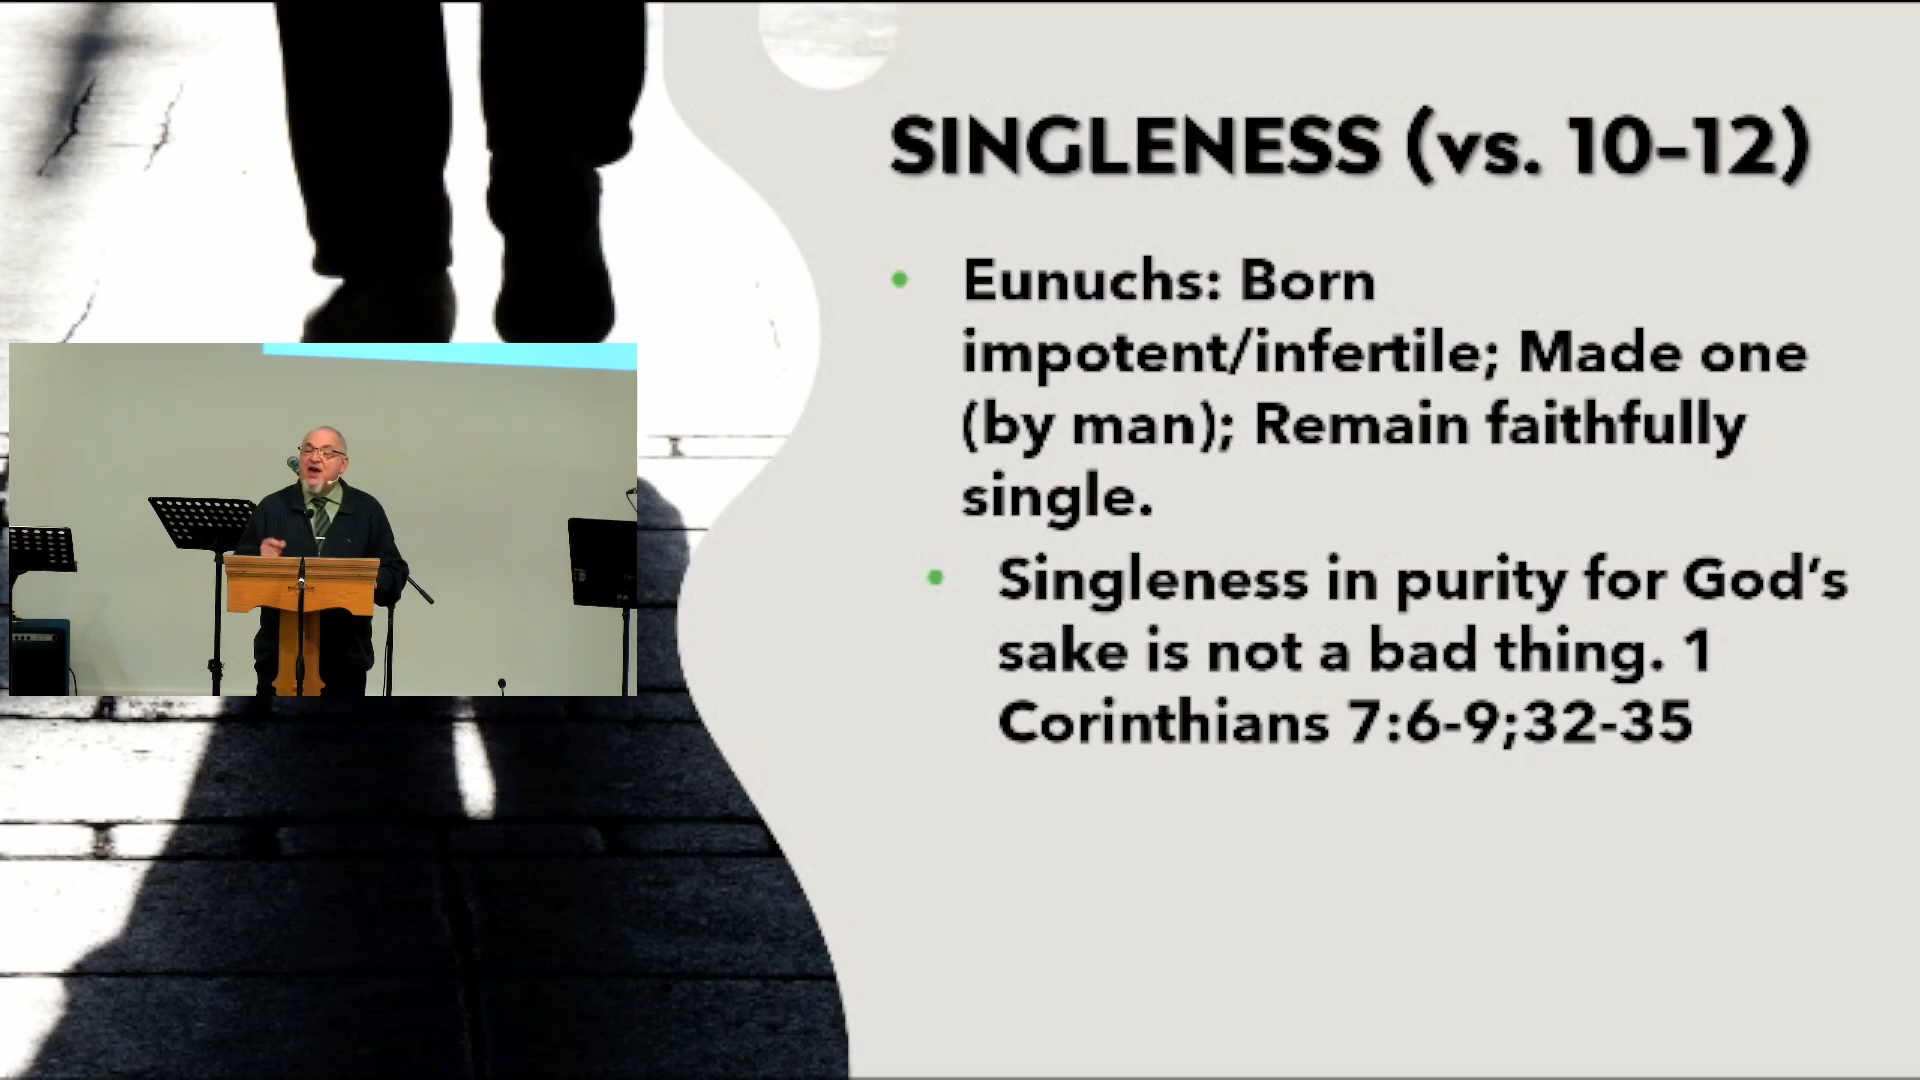 SINGLENESS (vs. 10-12)
Eunuchs: Born
impotent/infertile; Made one
(by man); Remain faithfully
single.
Singleness in purity for God's
sake is not a bad thing. 1
Corinthians 7:6-9;32-35